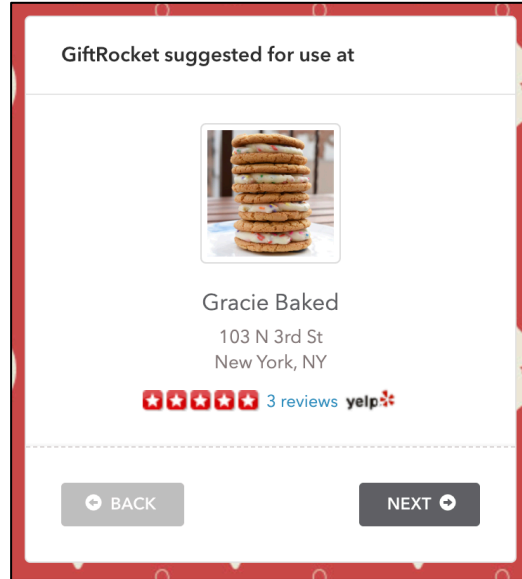 GiftRocket suggested for use at
Gracie Baked
103 N 3rd St
New York, NY
3 reviews yelp
BACK
NEXT